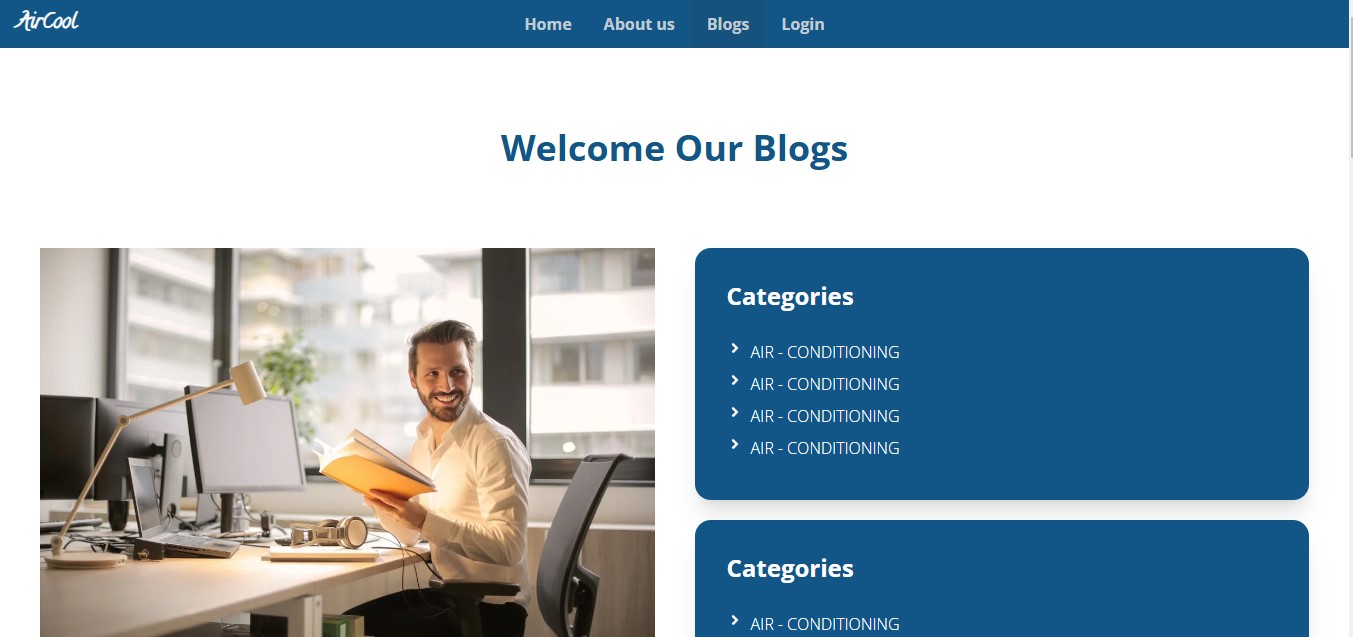 AirCool
Home About us Blogs Login
Welcome Our Blogs
Categories
AIR - CONDITIONING
AIR - CONDITIONING
AIR - CONDITIONING
AIR - CONDITIONING
Categories
AIR - CONDITIONING